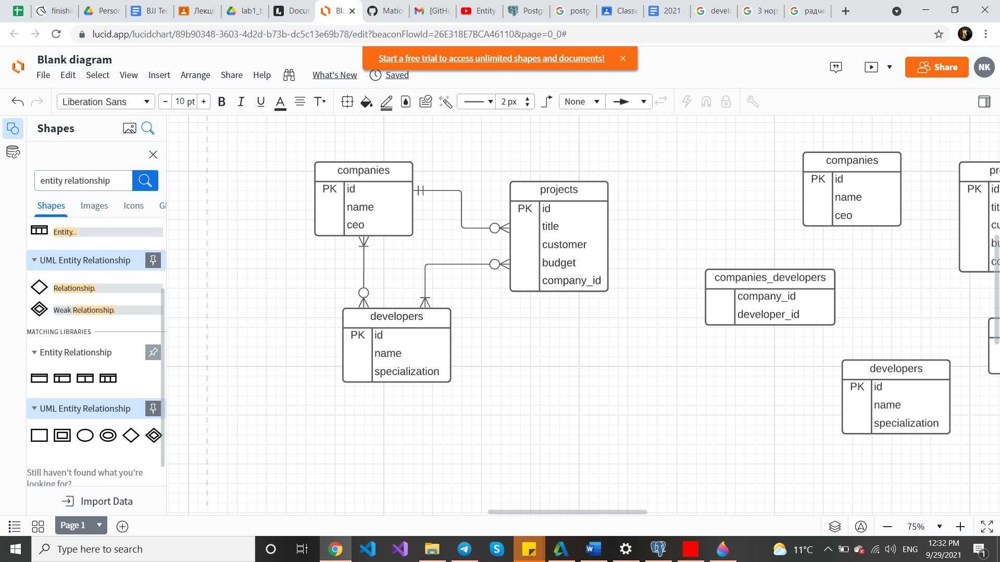 finishi
Person
BJJ Tec
Лекці
lab1_b
Docur
Bla
Matio
[GitHu
Entity
Postgr
postg
Classw
2021 -
develo
3 нор
радче
lucid.app/lucidchart/89b90348-3603-4d2d-b73b-dc5c13e69b78/edit?beaconFlowId=26E318E7BCA46110&page=0_0#
Start a free trial to access unlimited shapes and documents!
Blank diagram
File Edit Select View Insert Arrange Share Help What's New Saved
Share
NK
Liberation Sans
10 pt
B I U A T
2 px
None
Shapes
entity relationship
Shapes Images Icons
Entity..
UML Entity Relationship
Relationship.
Weak Relationship.
MATCHING LIBRARIES
Entity Relationship
UML Entity Relationship
Still haven't found what you're
looking for?
Import Data
companies
PK id
name
ceo
projects
PK id
title
customer
budget
company_id
developers
PK id
name
specialization
companies
PK id
name
ceo
companies_developers
company_id
developer_id
developers
PK id
name
specialization
pr
PK id
tit
cu
bu
co
Page 1
75%
Type here to search
11°C
ENG
12:32 PM
9/29/2021
1